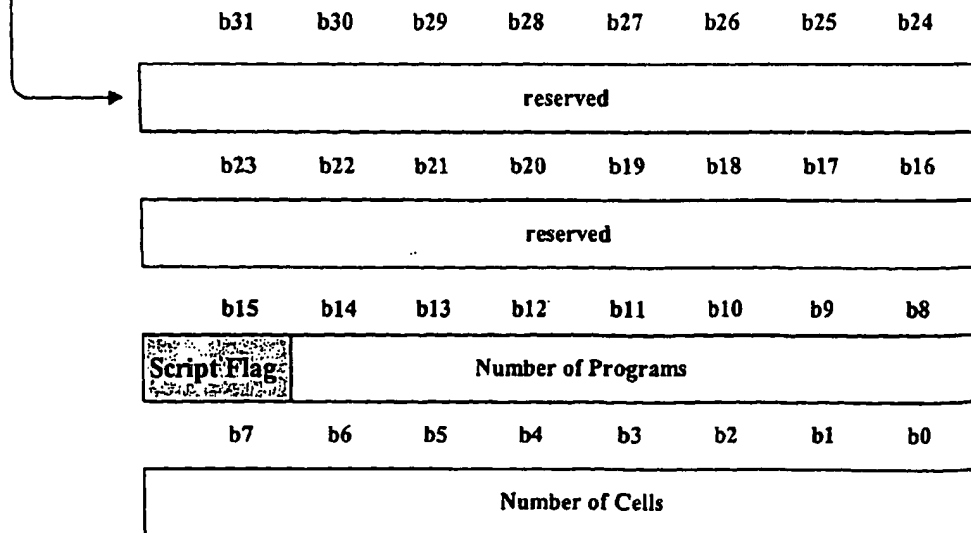 b31 b30 b29 b28 b27 b26 b25 b24
reserved
b23 b22 b21 b20 b19 b18 b17 b16
reserved
b15 b14 b13 b12 b11 b10 b9 b8
Script Flag Number of Programs
b7 b6 b5 b4 b3 b2 b1 b0
Number of Cells